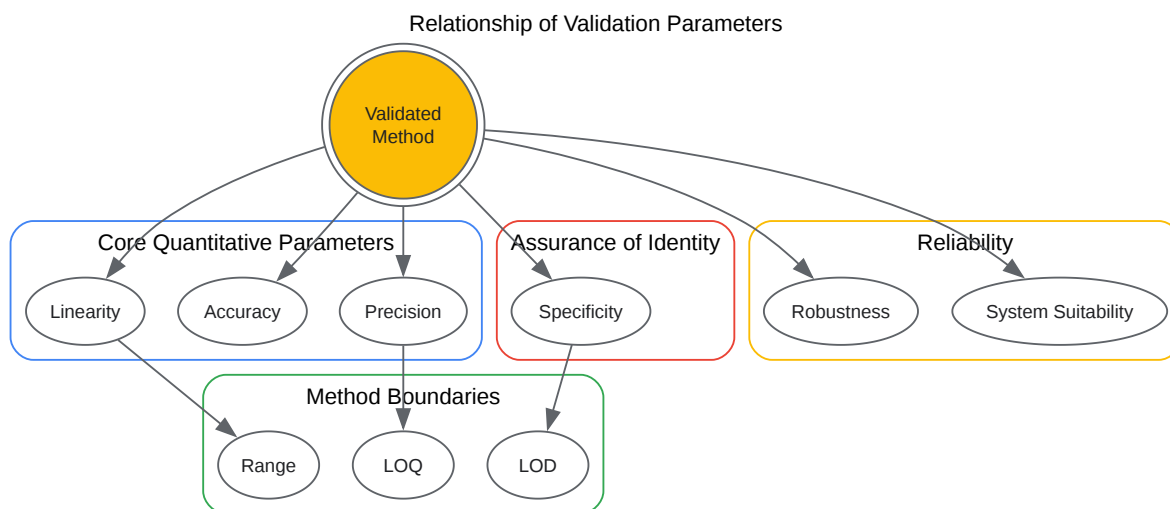 Relationship of Validation Parameters
Validated
Method
Core Quantitative Parameters
Assurance of Identity
Reliability
Linearity
Accuracy
Precision
Specificity
Robustness
System Suitability
Method Boundaries
Range
LOQ
LOD